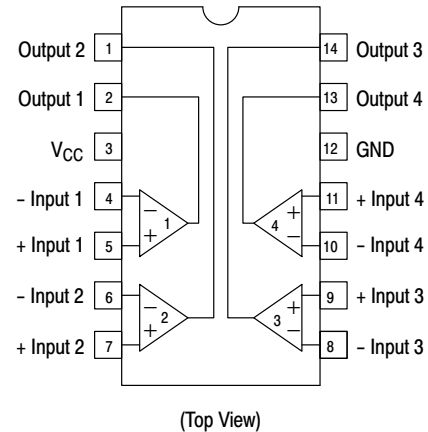 Output 2 1 14 Output 3
Output 1 2 13 Output 4
VCC 3 12 GND
– Input 1 4 – 1 + 4 11 + Input 4
+ Input 1 5 + – 10 – Input 4
– Input 2 6 – 2 + 3 9 + Input 3
+ Input 2 7 + – 8 – Input 3
(Top View)